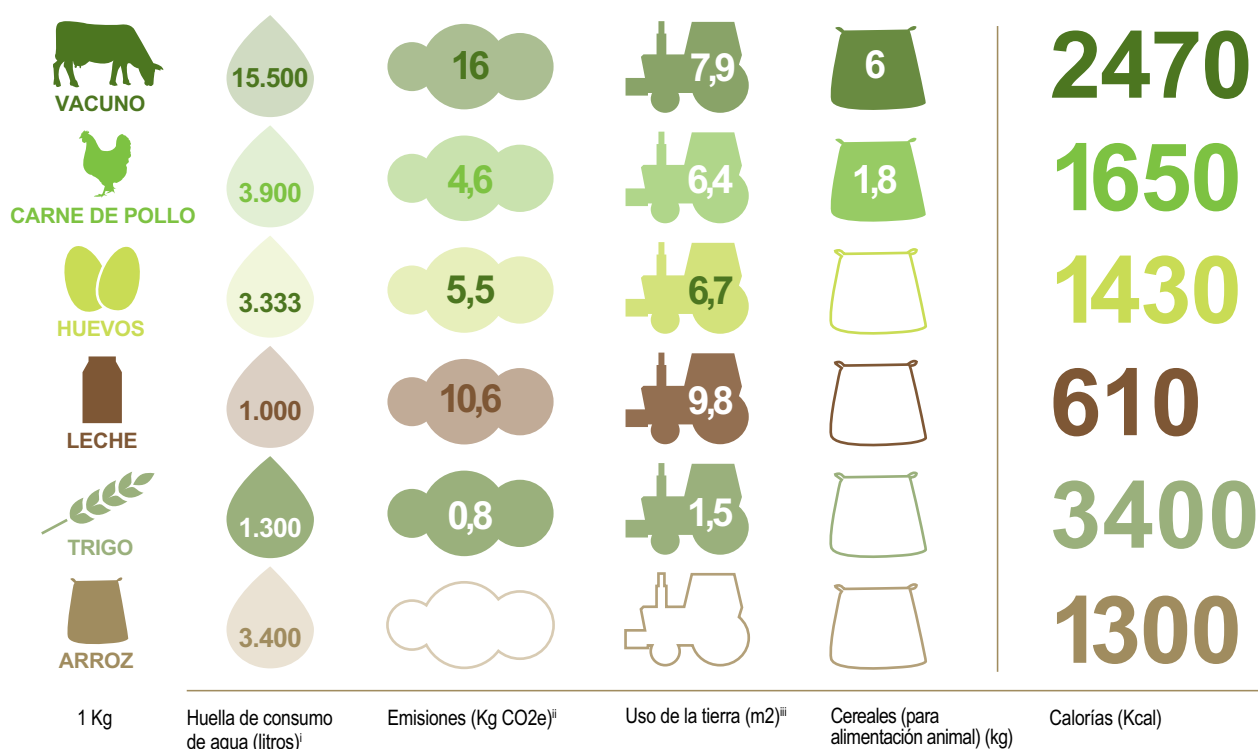 15.500 16 7,9 6 2470
VACUNO
3.900 4,6 6,4 1,8 1650
CARNE DE POLLO
3.333 5,5 6,7 1430
HUEVOS
1.000 10,6 9,8 610
LECHE
1.300 0,8 1,5 3400
TRIGO
3.400 1300
ARROZ
1 Kg
Huella de consumo
de agua (litros)i
Emisiones (Kg CO2e)ii
Uso de la tierra (m2)iii
Cereales (para
alimentación animal) (kg)
Calorías (Kcal)